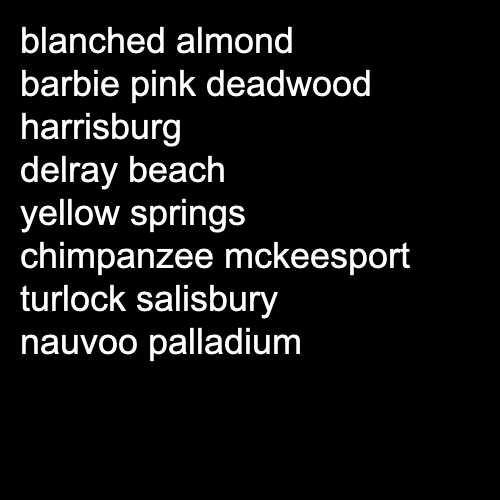 blanched almond
barbie pink deadwood
harrisburg
delray beach
yellow springs
chimpanzee mckeesport
turlock salisbury
nauvoo palladium